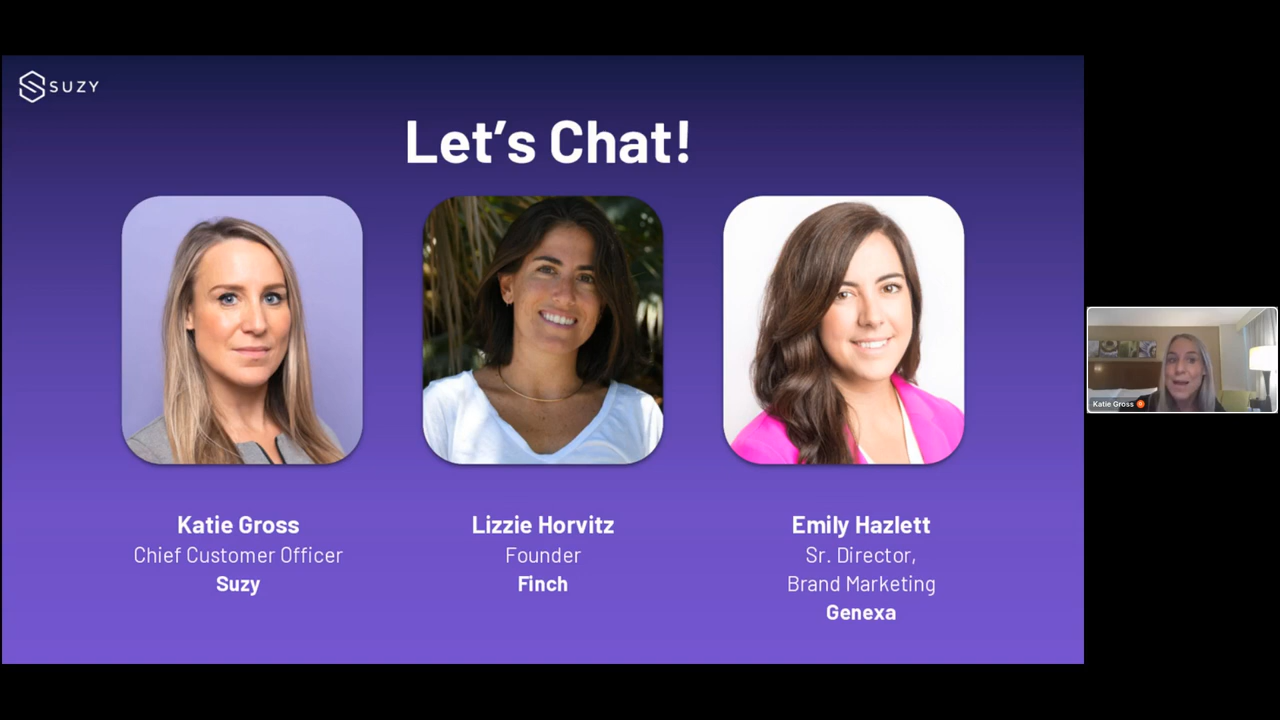 SUZY
Let's Chat!
Katie Gross
Chief Customer Officer
Suzy
Lizzie Horvitz
Founder
Finch
Emily Hazlett
Sr. Director,
Brand Marketing
Genexa
Katie Gross